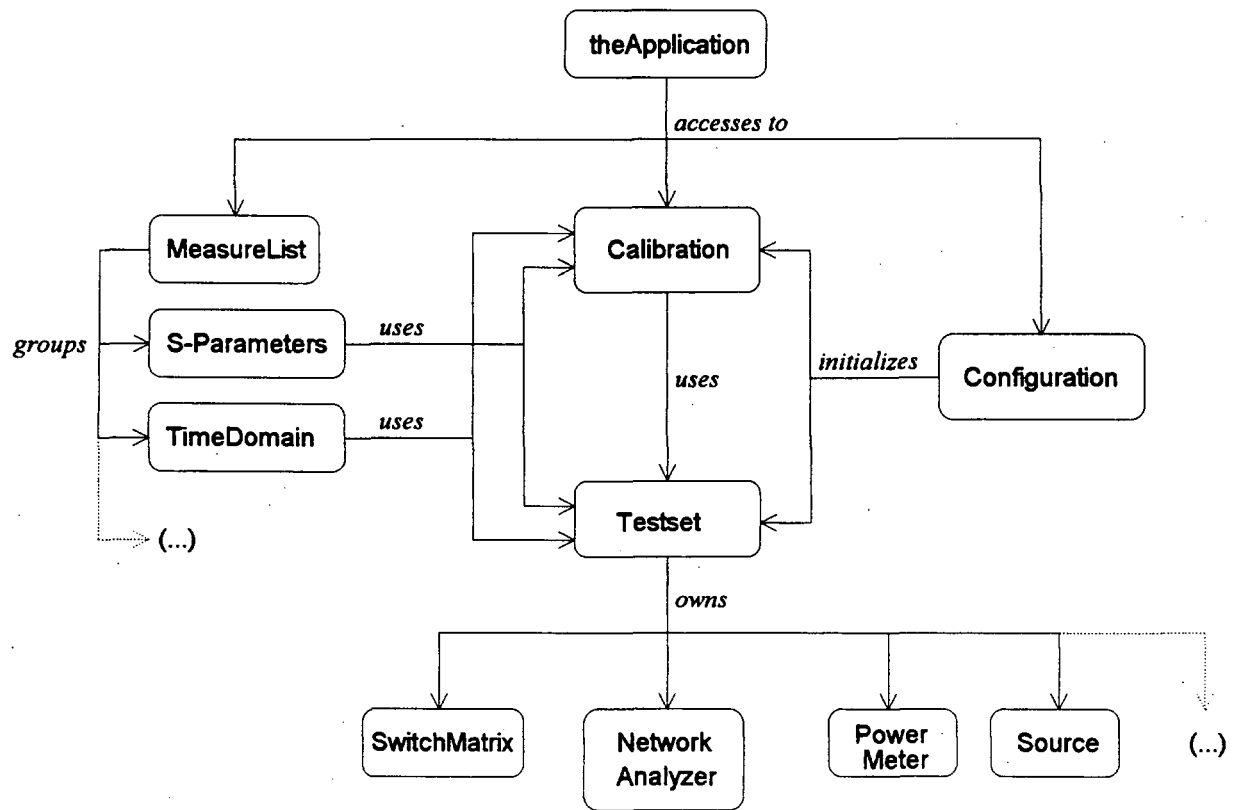 theApplication
accesses to
MeasureList
Calibration
groups
S-Parameters
uses
uses
initializes
Configuration
TimeDomain
uses
Testset
(...)
owns
SwitchMatrix
Network
Analyzer
Power
Meter
Source
(...)